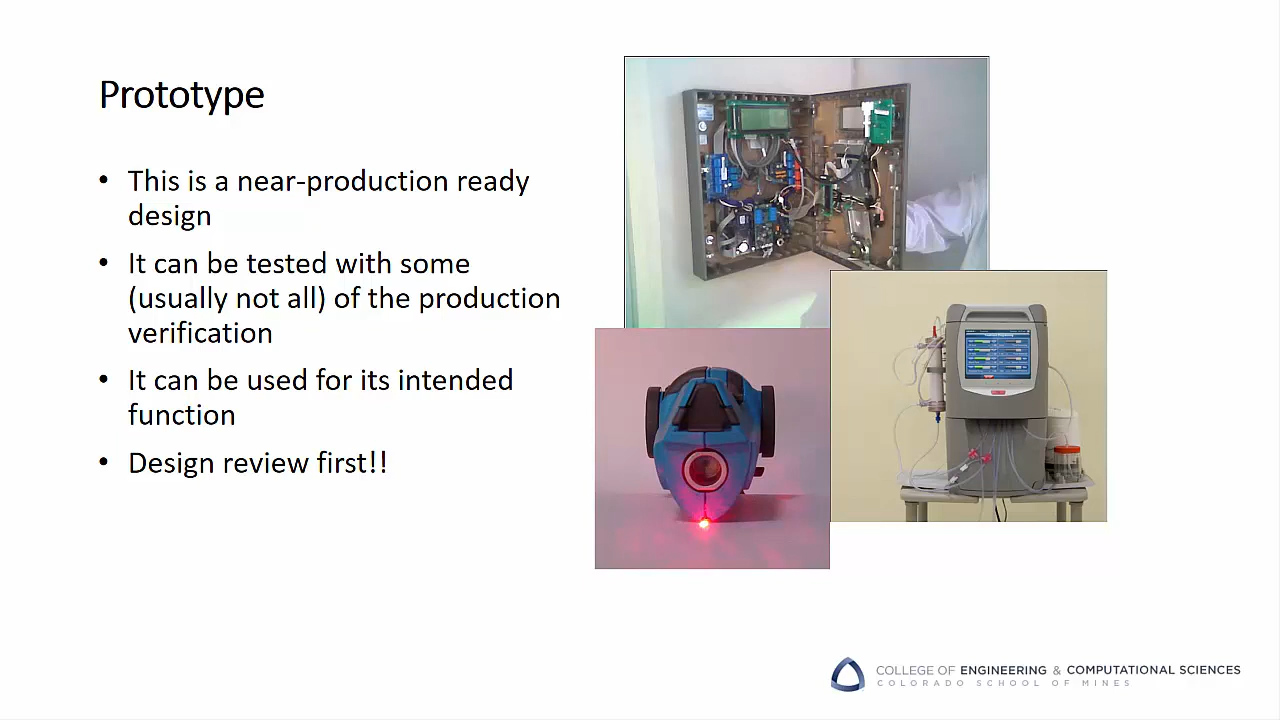 Prototype
• This is a near-production ready
design
• It can be tested with some
(usually not all) of the production
verification
• It can be used for its intended
function
• Design review first!!
COLLEGE OF ENGINEERING & COMPUTATIONAL SCIENCES
COLORADO SCHOOL OF MINES